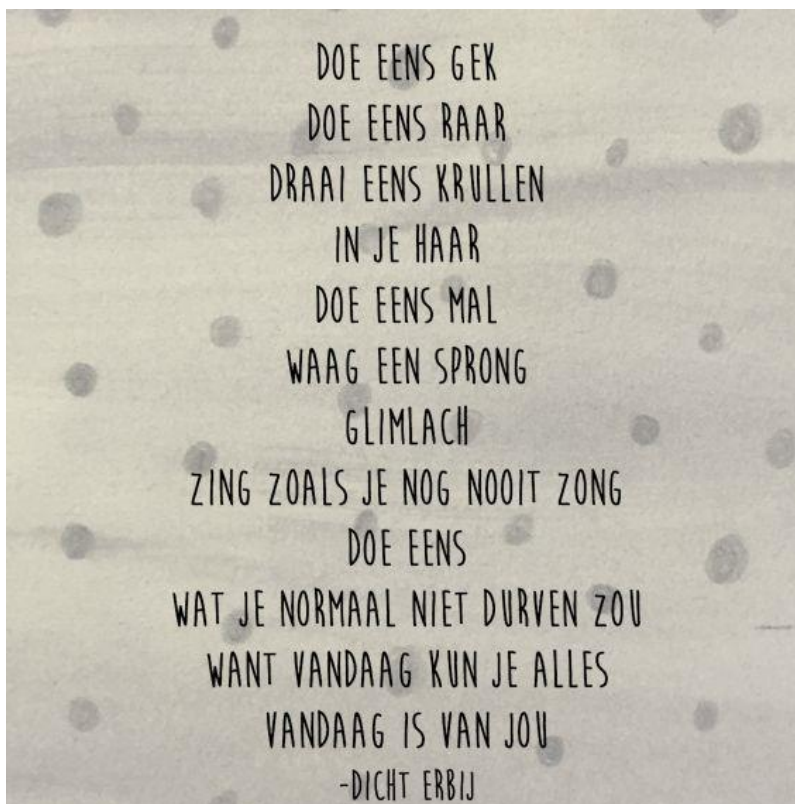 DOE EENS GEK
DOE EENS RAAR
DRAAI EENS KRULLEN
IN JE HAAR
DOE EENS MAL
WAAG EEN SPRONG
GLIMLACH
ZING ZOALS JE NOG NOOIT ZONG
DOE EENS
WAT JE NORMAAL NIET DURVEN ZOU
WANT VANDAAG KUN JE ALLES
VANDAAG IS VAN JOU
-DICHT ERBIJ